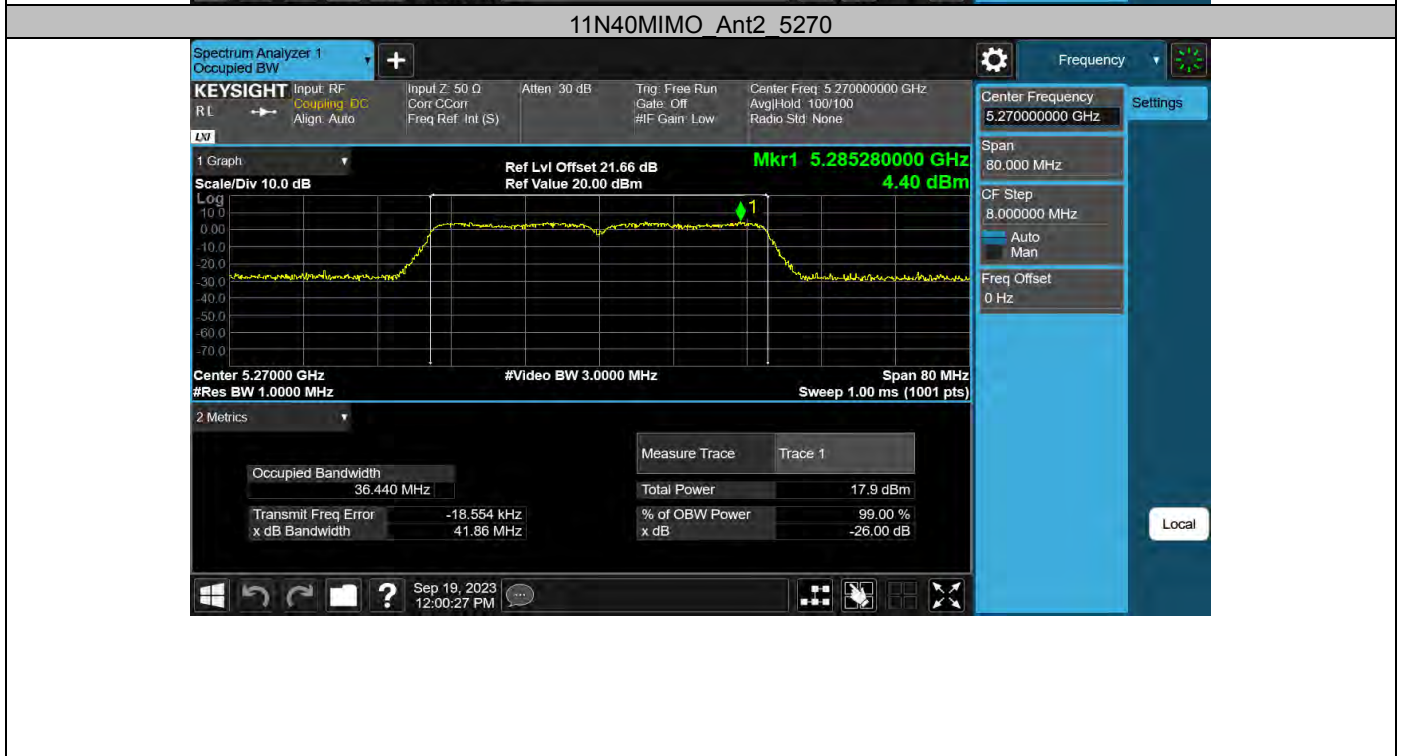 11N40MIMO_Ant2_5270
Spectrum Analyzer 1
Occupied BW
+
Frequency
KEYSIGHT
RL
LXI
Input: RF
Coupling: DC
Align: Auto
Input Z: 50 Ω
Corr CCorr
Freq Ref: Int (S)
Atten: 30 dB
Trig: Free Run
Gate: Off
#IF Gain: Low
Center Freq: 5.270000000 GHz
Avg|Hold: 100/100
Radio Std: None
Center Frequency
5.270000000 GHz
Settings
Span
80.000 MHz
CF Step
8.000000 MHz
Auto
Man
Freq Offset
0 Hz
Local
1 Graph
Scale/Div 10.0 dB
Ref Lvl Offset 21.66 dB
Ref Value 20.00 dBm
Mkr1 5.285280000 GHz
4.40 dBm
Log
10.0
0.00
-10.0
-20.0
-30.0
-40.0
-50.0
-60.0
-70.0
1
Center 5.27000 GHz
#Res BW 1.0000 MHz
#Video BW 3.0000 MHz
Span 80 MHz
Sweep 1.00 ms (1001 pts)
2 Metrics
Measure Trace Trace 1
Occupied Bandwidth
36.440 MHz
Total Power 17.9 dBm
Transmit Freq Error -18.554 kHz
% of OBW Power 99.00 %
x dB Bandwidth 41.86 MHz
x dB -26.00 dB
?
Sep 19, 2023
12:00:27 PM